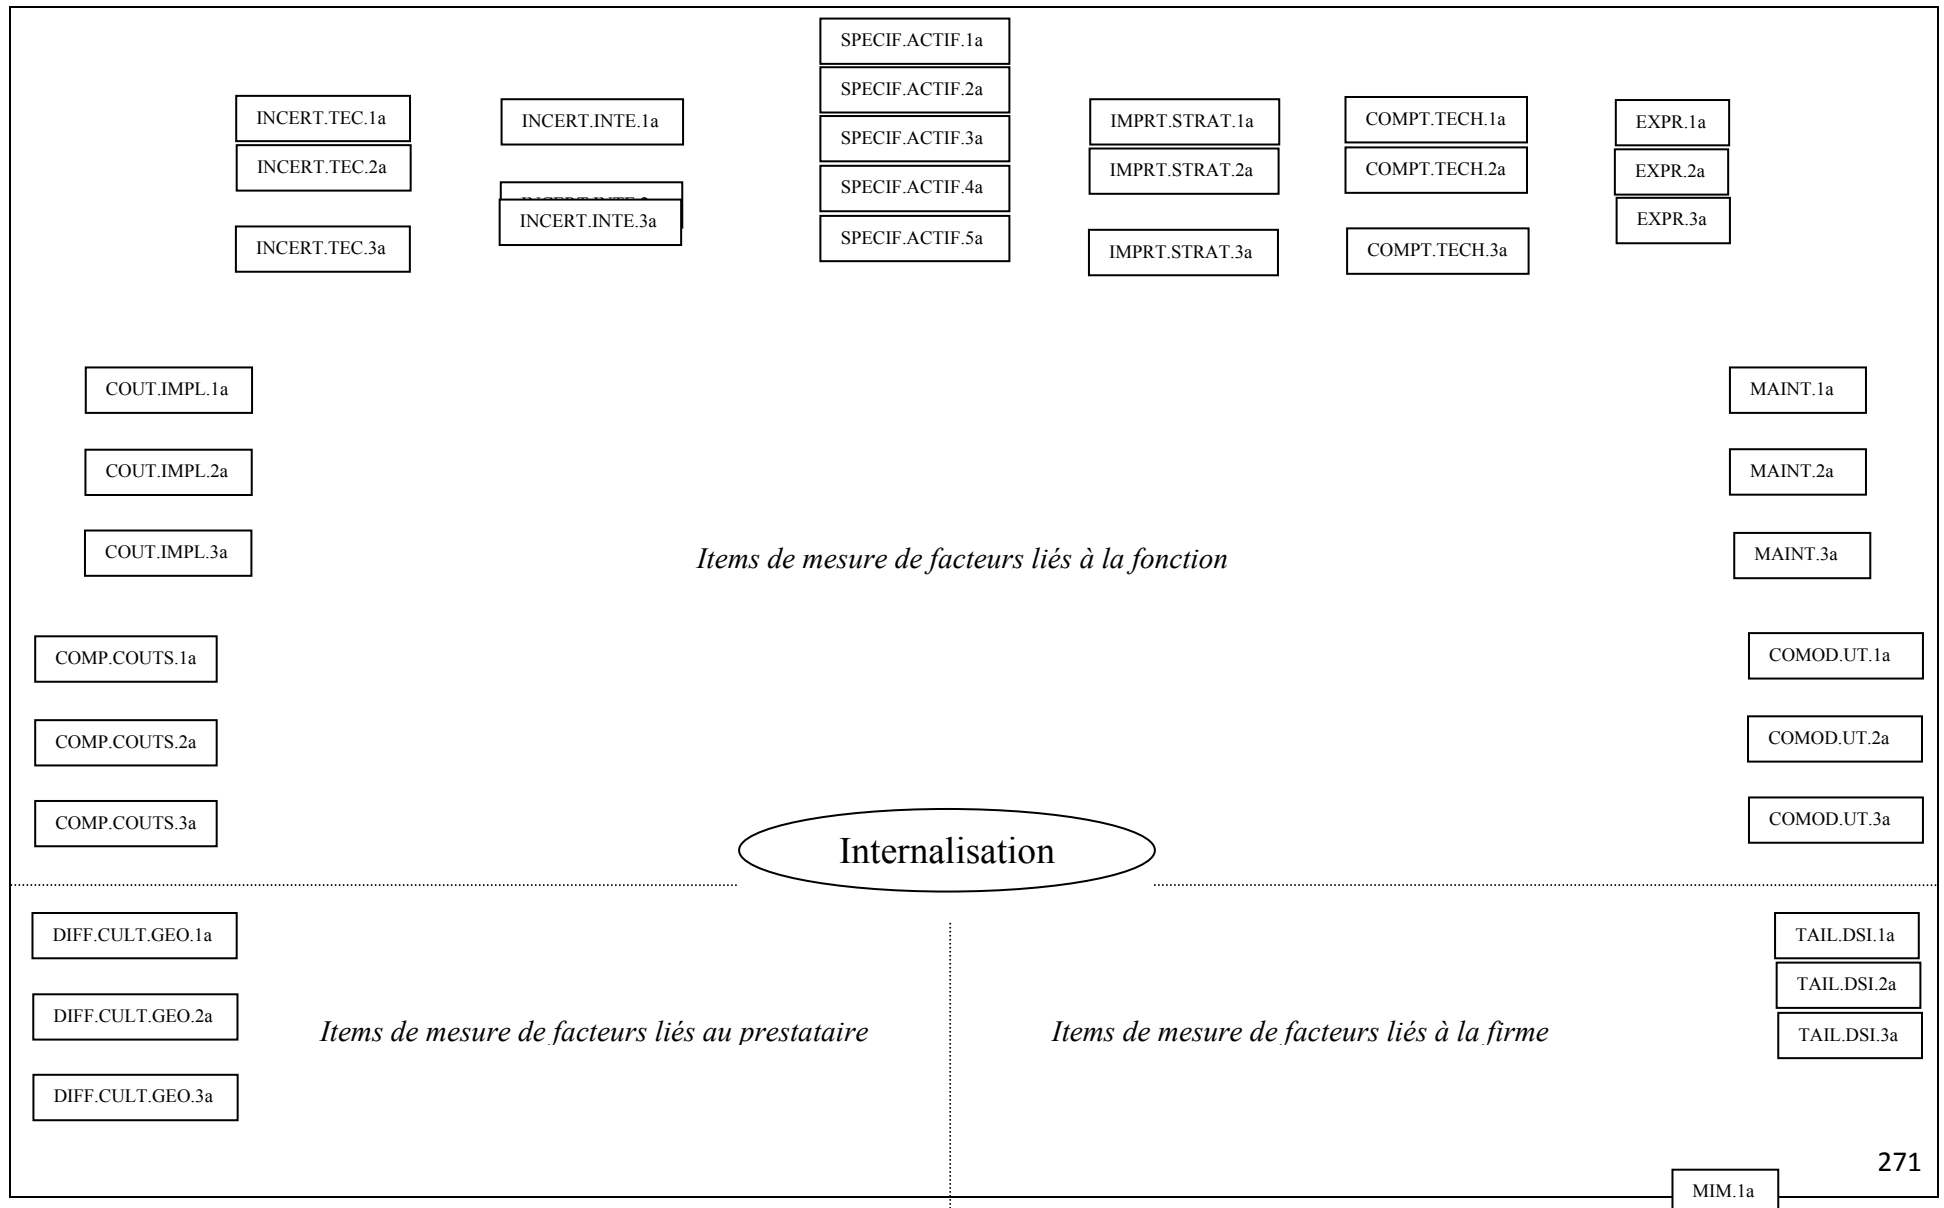 SPECIF.ACTIF.1a
SPECIF.ACTIF.2a
SPECIF.ACTIF.3a
SPECIF.ACTIF.4a
SPECIF.ACTIF.5a
INCERT.TEC.1a
INCERT.TEC.2a
INCERT.TEC.3a
INCERT.INTE.1a
INCERT.INTE.3a
IMPRT.STRAT.1a
IMPRT.STRAT.2a
IMPRT.STRAT.3a
COMPT.TECH.1a
COMPT.TECH.2a
COMPT.TECH.3a
EXPR.1a
EXPR.2a
EXPR.3a
COUT.IMPL.1a
COUT.IMPL.2a
COUT.IMPL.3a
MAINT.1a
MAINT.2a
MAINT.3a
Items de mesure de facteurs liés à la fonction
COMP.COUTS.1a
COMP.COUTS.2a
COMP.COUTS.3a
COMOD.UT.1a
COMOD.UT.2a
COMOD.UT.3a
Internalisation
DIFF.CULT.GEO.1a
DIFF.CULT.GEO.2a
DIFF.CULT.GEO.3a
Items de mesure de facteurs liés au prestataire
Items de mesure de facteurs liés à la firme
TAIL.DSI.1a
TAIL.DSI.2a
TAIL.DSI.3a
271
MIM.1a